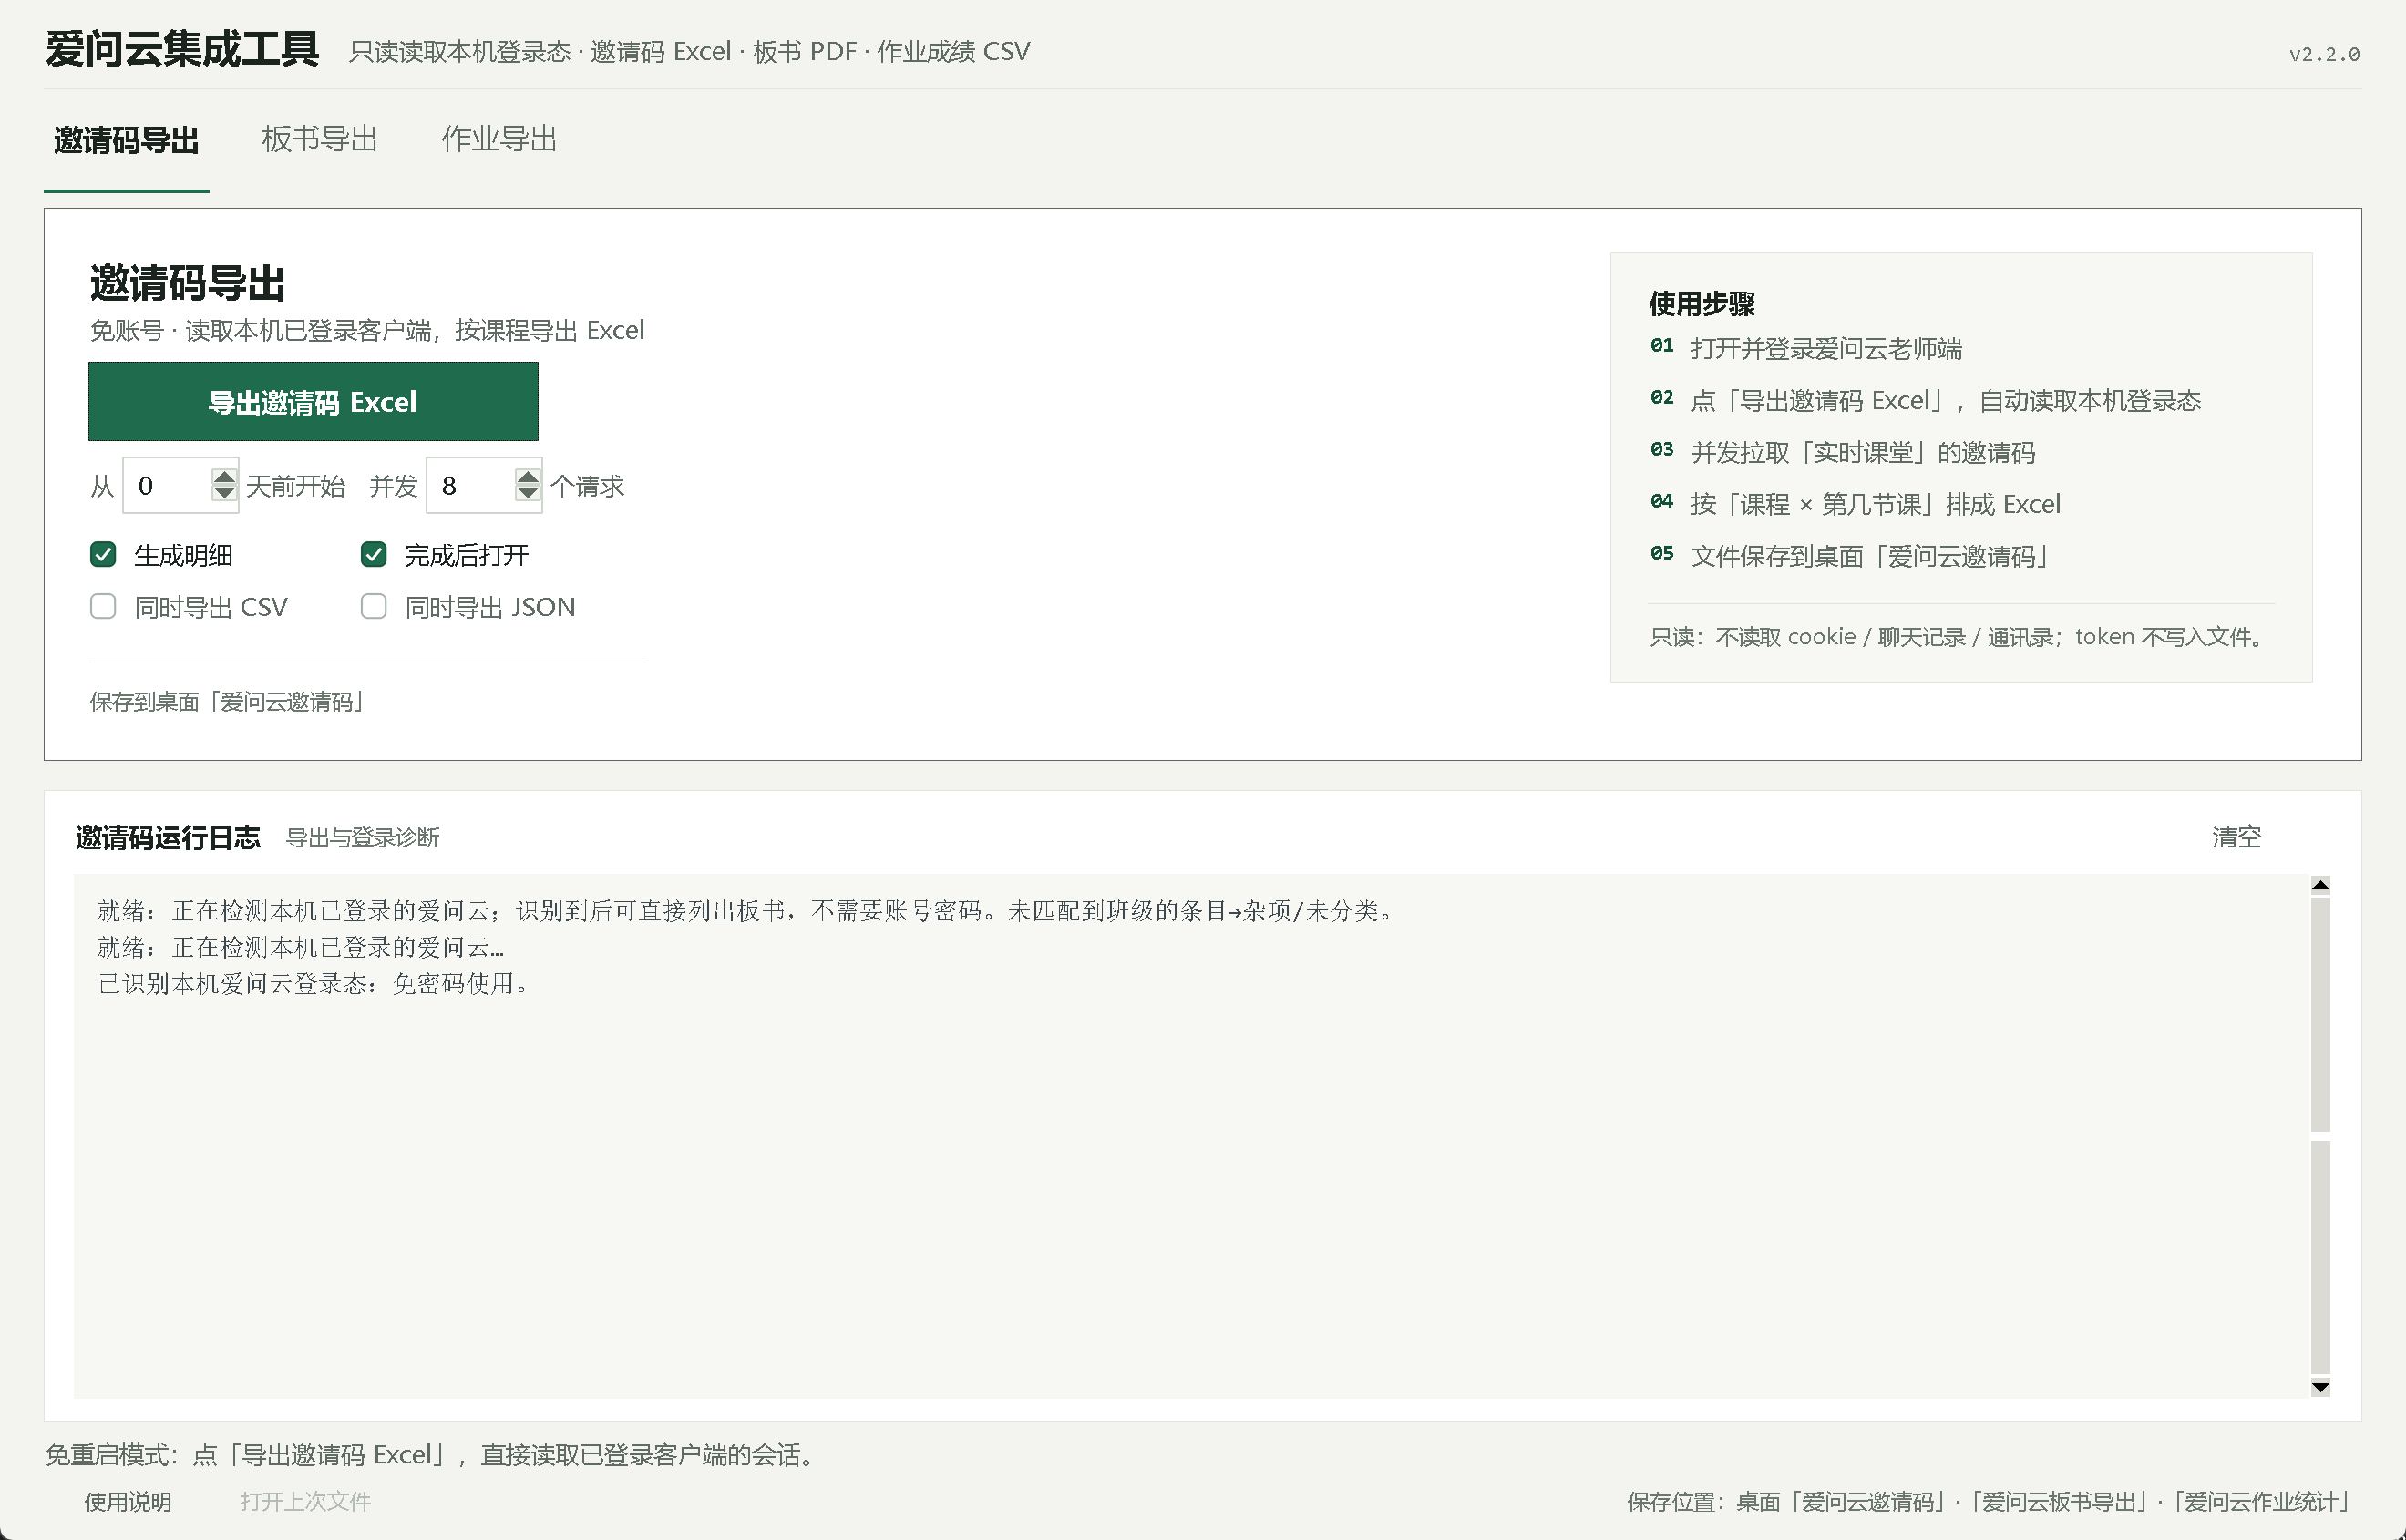 爱问云集成工具 只读读取本机登录态 · 邀请码 Excel · 板书 PDF · 作业成绩 CSV v2.2.0
邀请码导出 板书导出 作业导出
邀请码导出
免账号 · 读取本机已登录客户端，按课程导出 Excel
导出邀请码 Excel
从 0 天前开始 并发 8 个请求
生成明细 完成后打开
同时导出 CSV 同时导出 JSON
保存到桌面「爱问云邀请码」
使用步骤
01 打开并登录爱问云老师端
02 点「导出邀请码 Excel」，自动读取本机登录态
03 并发拉取「实时课堂」的邀请码
04 按「课程 × 第几节课」排成 Excel
05 文件保存到桌面「爱问云邀请码」
只读：不读取 cookie / 聊天记录 / 通讯录；token 不写入文件。
邀请码运行日志 导出与登录诊断 清空
就绪：正在检测本机已登录的爱问云；识别到后可直接列出板书，不需要账号密码。未匹配到班级的条目→杂项/未分类。
就绪：正在检测本机已登录的爱问云…
已识别本机爱问云登录态：免密码使用。
免重启模式：点「导出邀请码 Excel」，直接读取已登录客户端的会话。
使用说明 打开上次文件 保存位置：桌面「爱问云邀请码」·「爱问云板书导出」·「爱问云作业统计」